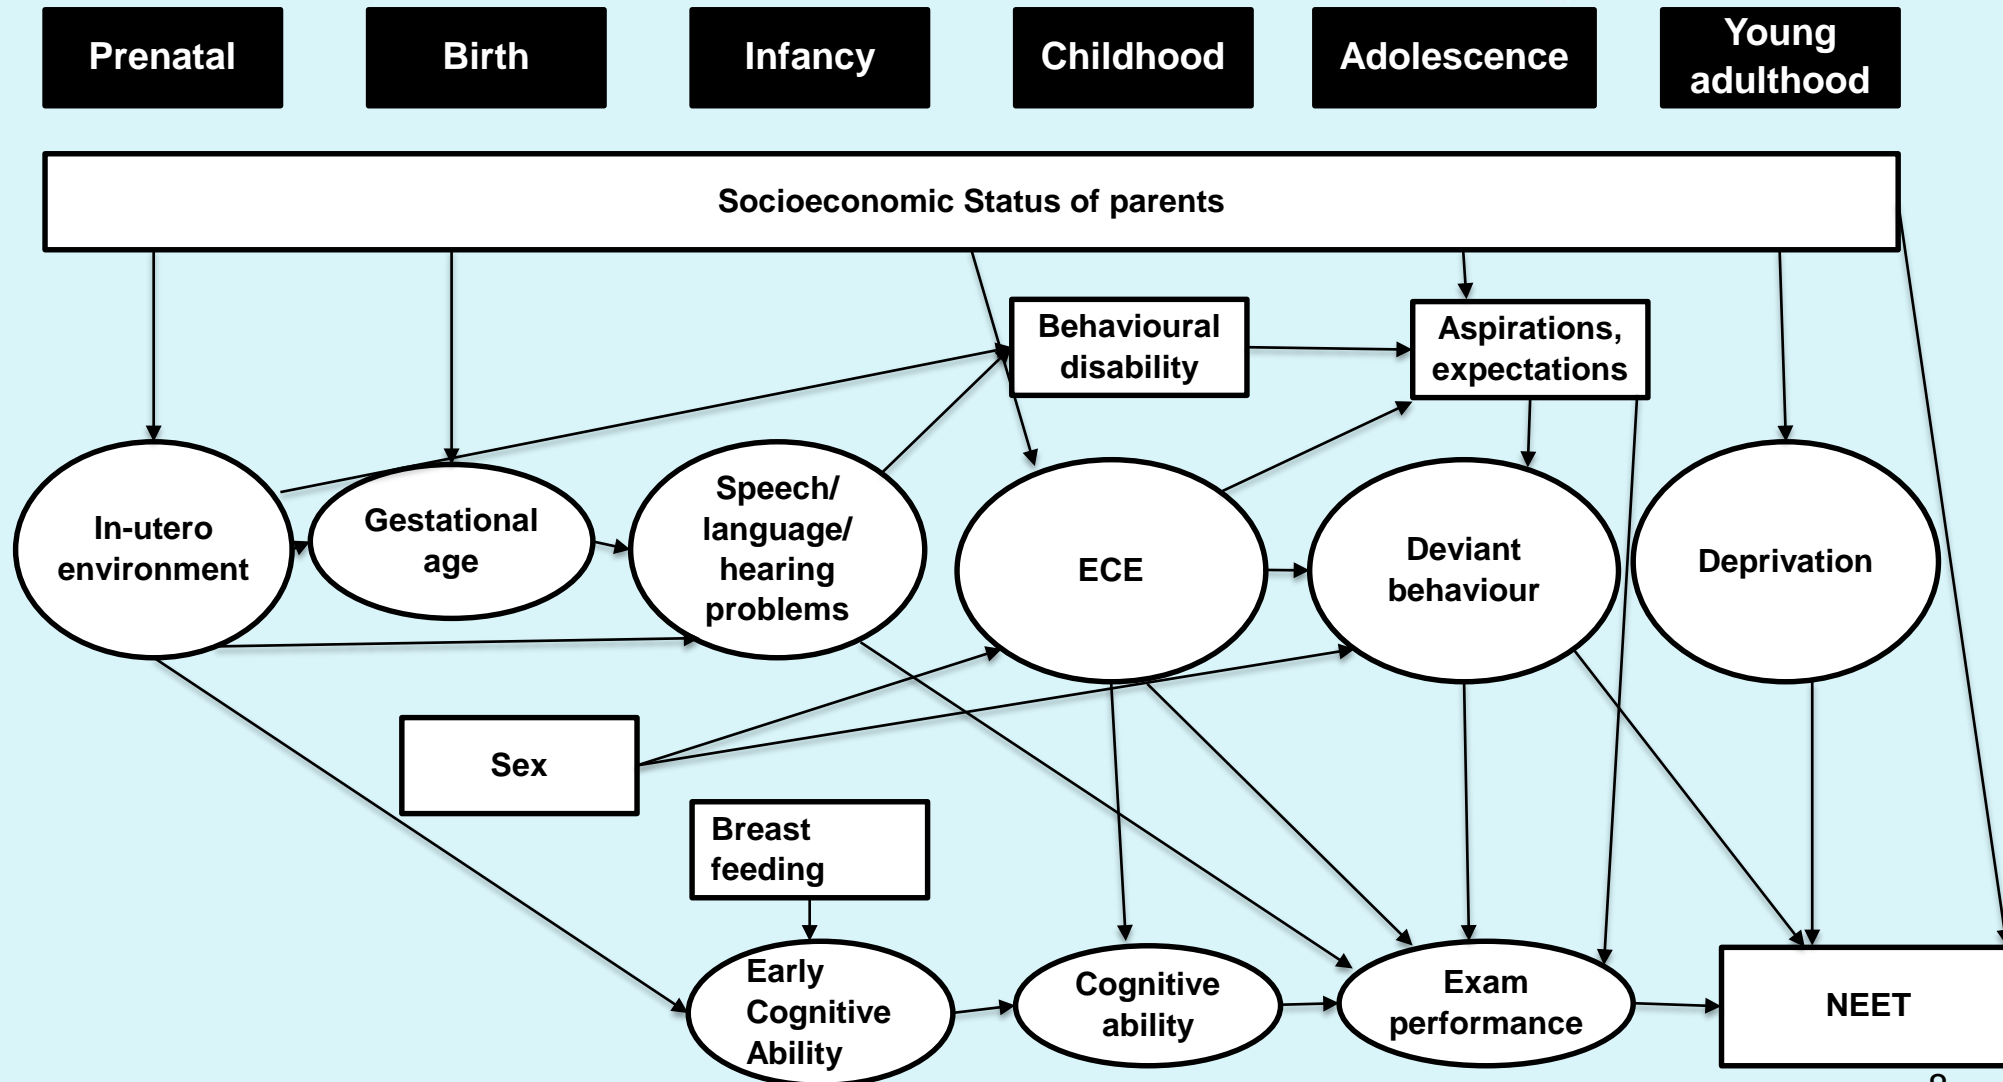 Prenatal
Birth
Infancy
Childhood
Adolescence
Young
adulthood
Socioeconomic Status of parents
Behavioural
disability
Aspirations,
expectations
In-utero
environment
Gestational
age
Speech/
language/
hearing
problems
ECE
Deviant
behaviour
Deprivation
Sex
Breast
feeding
Early
Cognitive
Ability
Cognitive
ability
Exam
performance
NEET